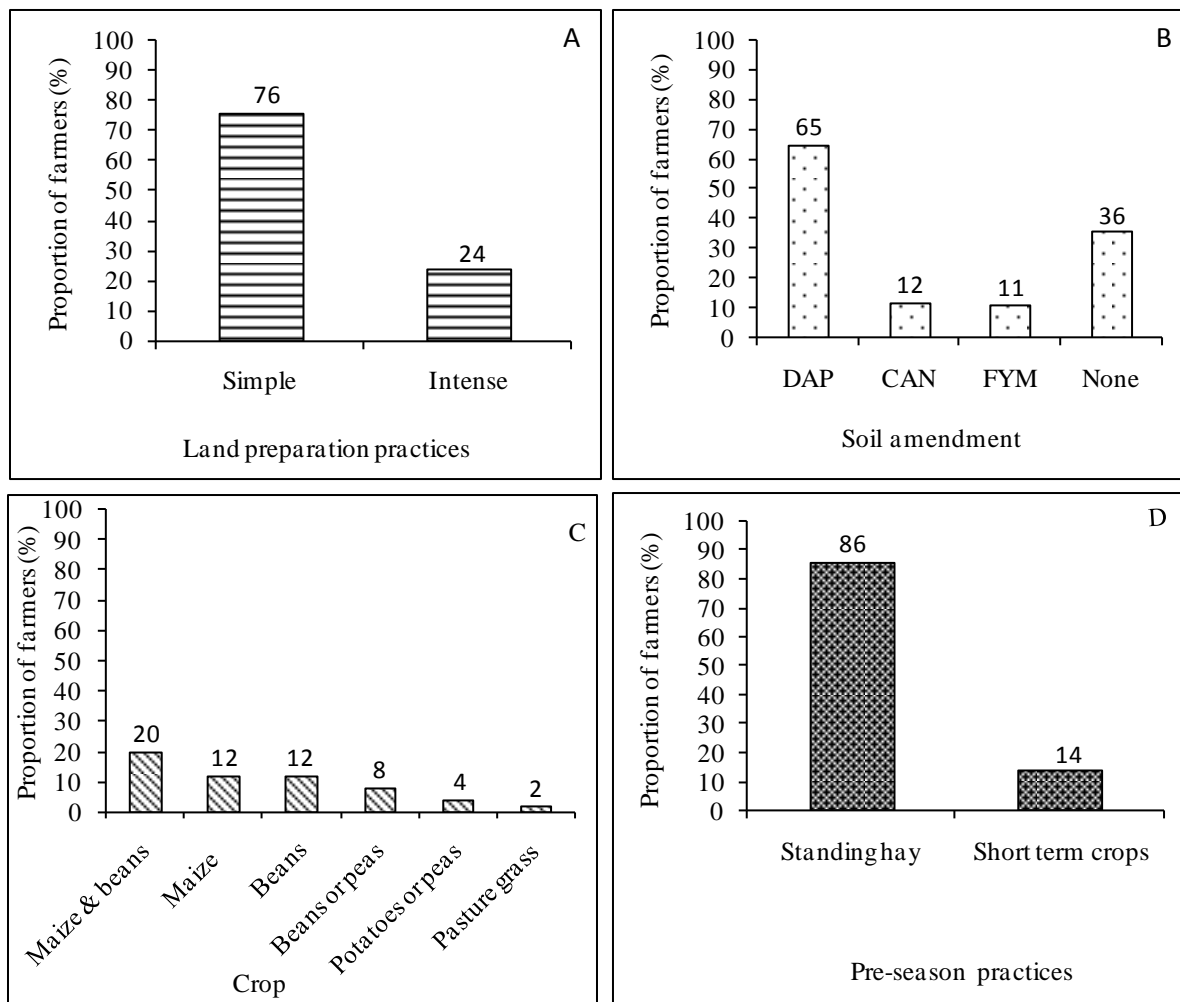 A
Proportion of farmers (%)
100
90
80
70
60
50
40
30
20
10
0
76
24
Simple
Intense
Land preparation practices
B
Proportion of farmers (%)
100
90
80
70
60
50
40
30
20
10
0
65
12
11
36
DAP
CAN
FYM
None
Soil amendment
C
Proportion of farmers (%)
100
90
80
70
60
50
40
30
20
10
0
20
12
12
8
4
2
Maize & beans
Maize
Beans
Beans or peas
Potatoes or peas
Pasture grass
Crop
D
Proportion of farmers (%)
100
90
80
70
60
50
40
30
20
10
0
86
14
Standing hay
Short term crops
Pre-season practices